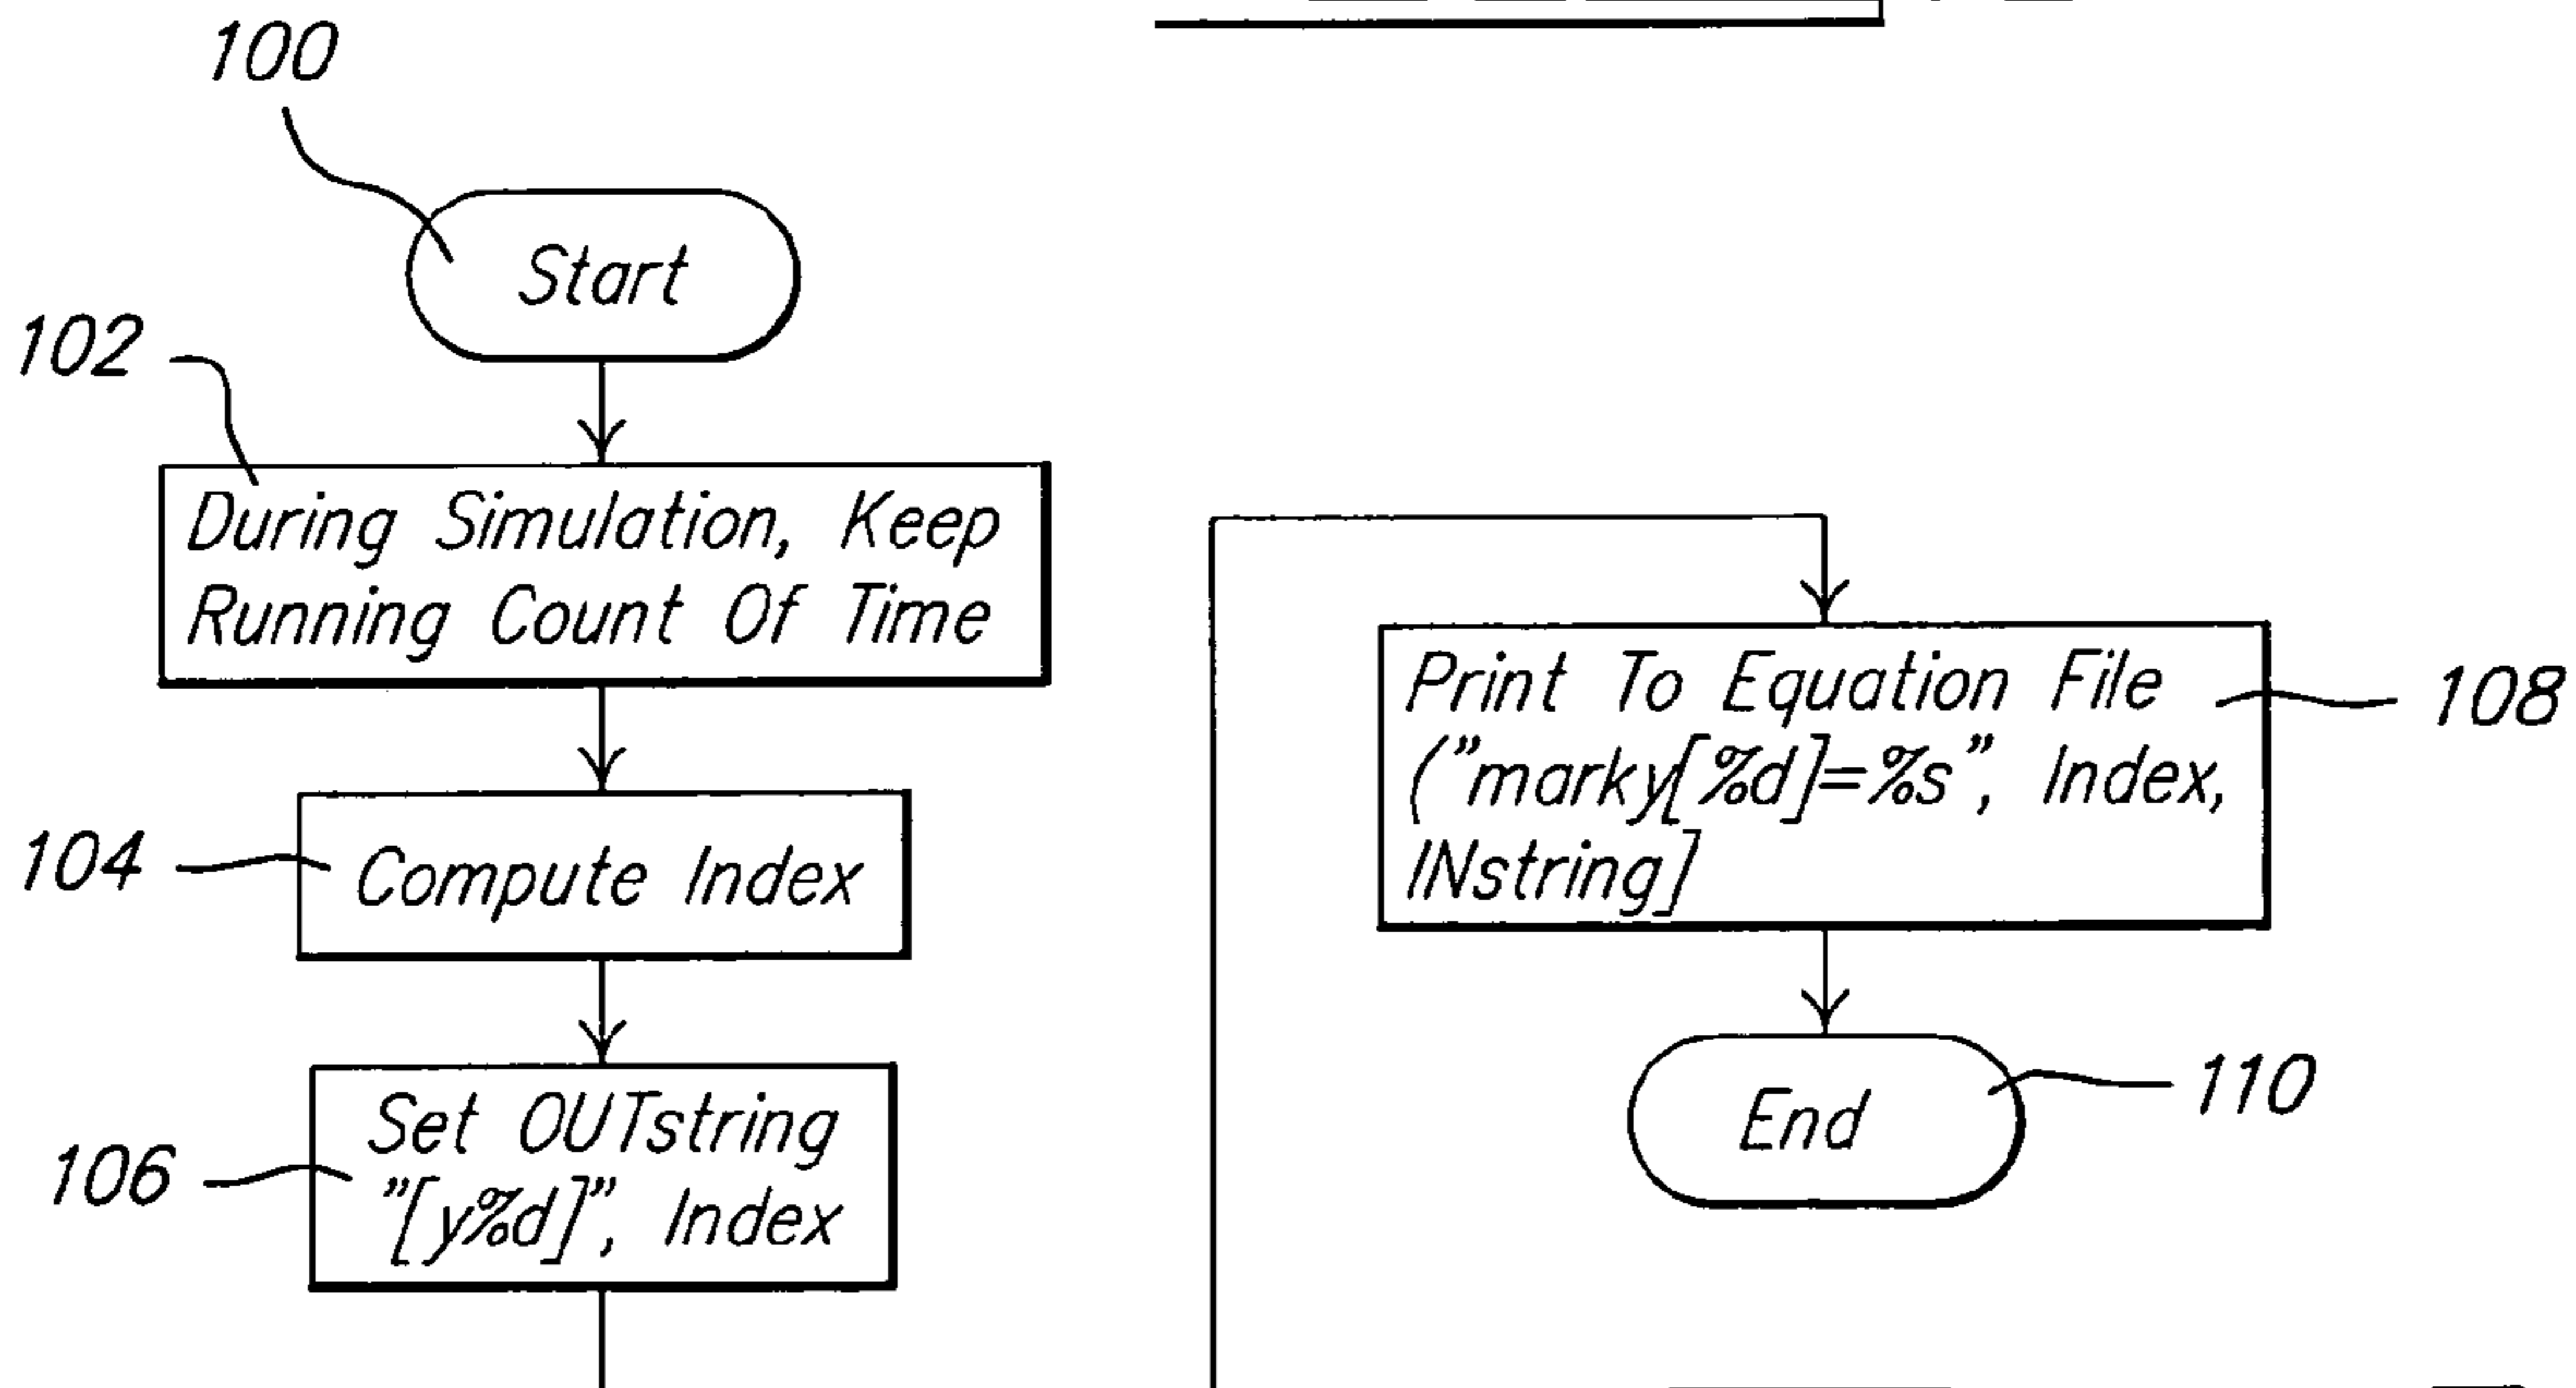 100
Start
102
During Simulation, Keep
Running Count Of Time
104
Compute Index
106
Set OUTstring
"[y%d]", Index
Print To Equation File
("marky[%d]=%s", Index,
INstring]
108
End
110